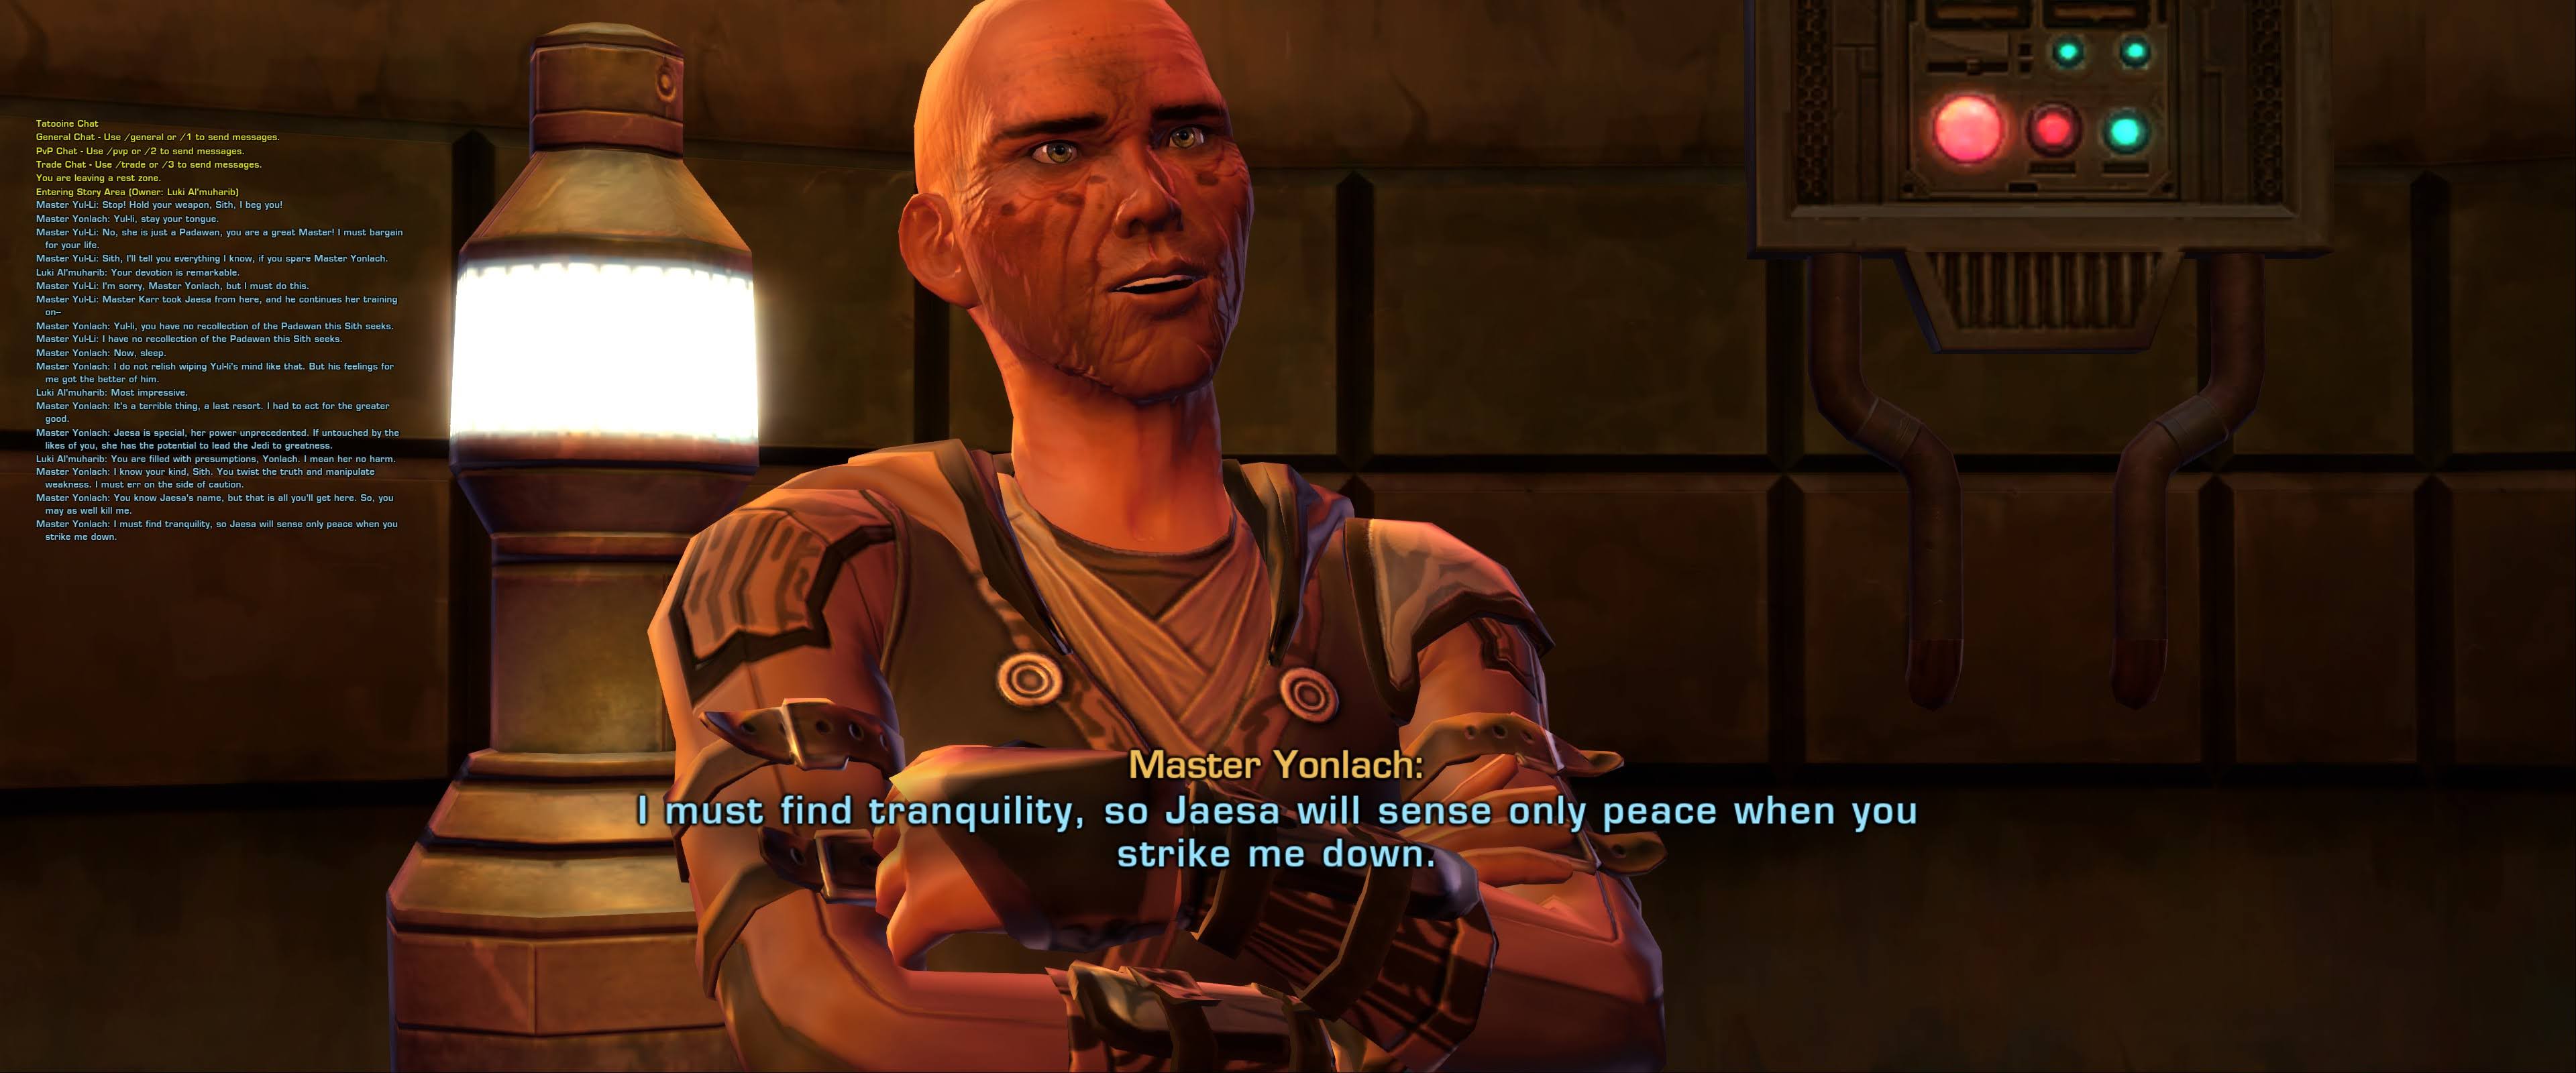 Tatooine Chat
General Chat - Use /general or /1 to send messages.
PvP Chat - Use /pvp or /2 to send messages.
Trade Chat - Use /trade or /3 to send messages.
You are leaving a rest zone.
Entering Story Area (Owner: Luki Al'muharib)
Master Yul-Li: Stop! Hold your weapon, Sith, I beg you!
Master Yonlach: Yul-li, stay your tongue.
Master Yul-Li: No, she is just a Padawan, you are a great Master! I must bargain
for your life.
Master Yul-Li: Sith, I'll tell you everything I know, if you spare Master Yonlach.
Luki Al'muharib: Your devotion is remarkable.
Master Yul-Li: I'm sorry, Master Yonlach, but I must do this.
Master Yul-Li: Master Karr took Jaesa from here, and he continues her training
on–
Master Yonlach: Yul-li, you have no recollection of the Padawan this Sith seeks.
Master Yul-Li: I have no recollection of the Padawan this Sith seeks.
Master Yonlach: Now, sleep.
Master Yonlach: I do not relish wiping Yul-li's mind like that. But his feelings for
me got the better of him.
Luki Al'muharib: Most impressive.
Master Yonlach: It's a terrible thing, a last resort. I had to act for the greater
good.
Master Yonlach: Jaesa is special, her power unprecedented. If untouched by the
likes of you, she has the potential to lead the Jedi to greatness.
Luki Al'muharib: You are filled with presumptions, Yonlach. I mean her no harm.
Master Yonlach: I know your kind, Sith. You twist the truth and manipulate
weakness. I must err on the side of caution.
Master Yonlach: You know Jaesa's name, but that is all you'll get here. So, you
may as well kill me.
Master Yonlach: I must find tranquility, so Jaesa will sense only peace when you
strike me down.
Master Yonlach:
I must find tranquility, so Jaesa will sense only peace when you
strike me down.